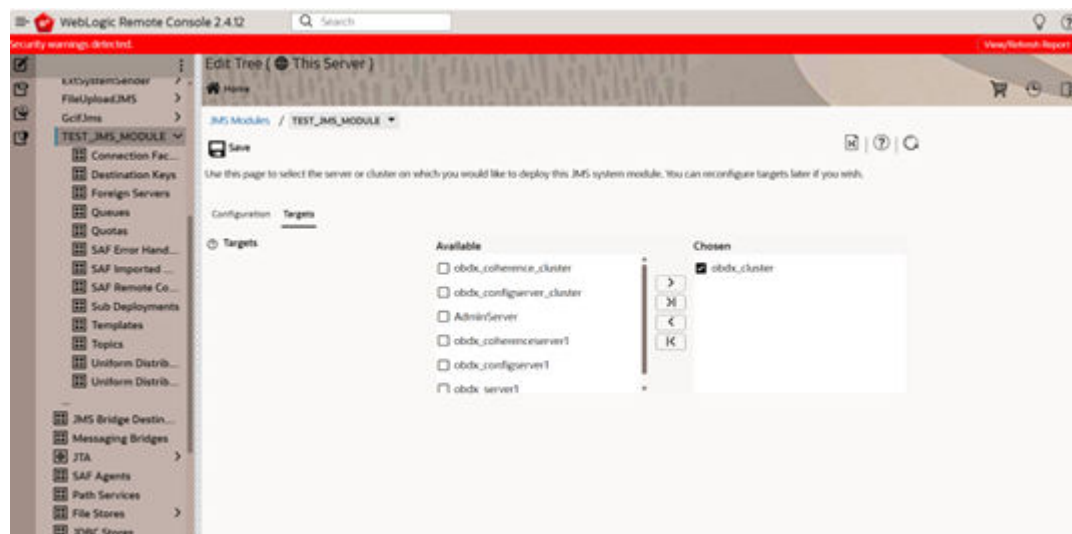 WebLogic Remote Console 2.4.12
Search
Security warnings detected.
View/Refresh Report
Edit Tree ( This Server )
Home
ExtSystemSender
FileUploadJMS
GcifJms
TEST_JMS_MODULE
Connection Fac...
Destination Keys
Foreign Servers
Queues
Quotas
SAF Error Hand...
SAF Imported ...
SAF Remote Co...
Sub Deployments
Templates
Topics
Uniform Distrib...
Uniform Distrib...
...
JMS Bridge Destin...
Messaging Bridges
JTA
SAF Agents
Path Services
File Stores
JDBC Stores
JMS Modules / TEST_JMS_MODULE
Save
Use this page to select the server or cluster on which you would like to deploy this JMS system module. You can reconfigure targets later if you wish.
Configuration Targets
Targets
Available
obdx_coherence_cluster
obdx_configserver_cluster
AdminServer
obdx_coherenceserver1
obdx_configserver1
obdx_server1
Chosen
obdx_cluster